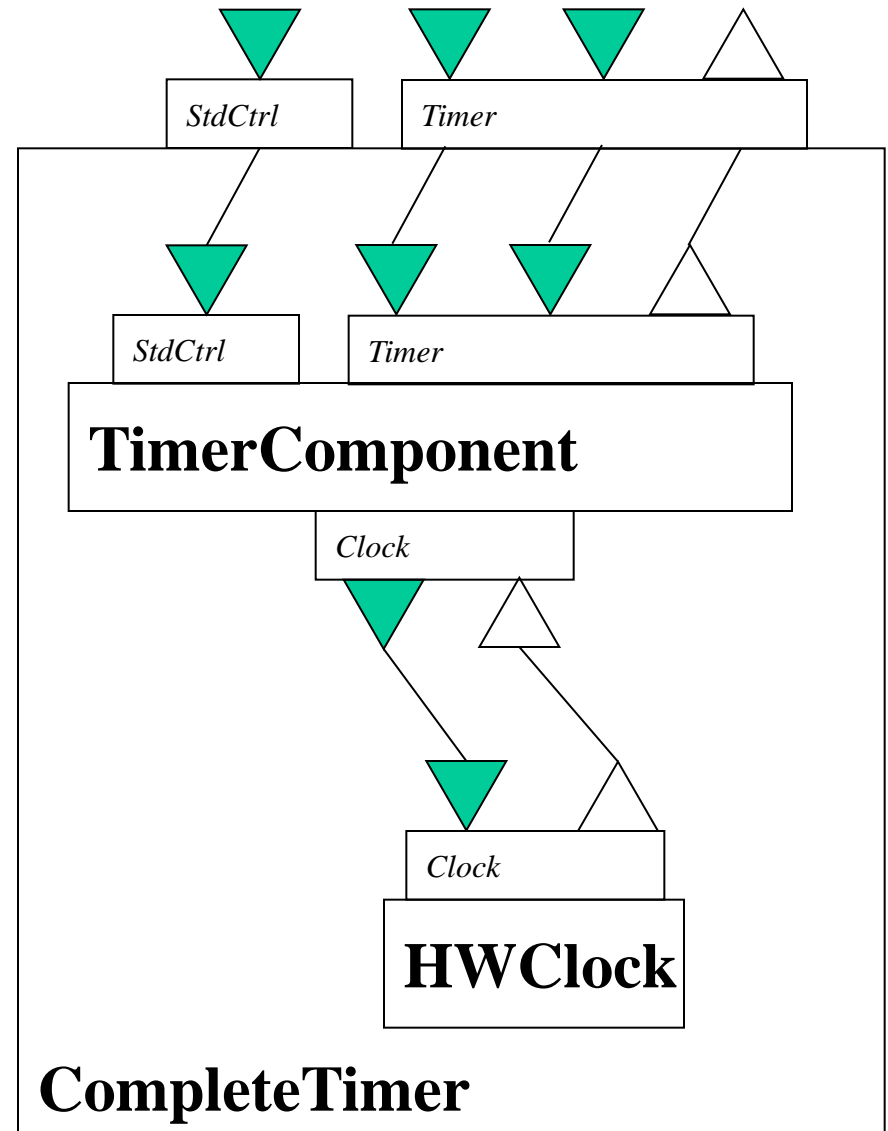 StdCtrl
Timer
StdCtrl
Timer
TimerComponent
Clock
Clock
HWClock
CompleteTimer